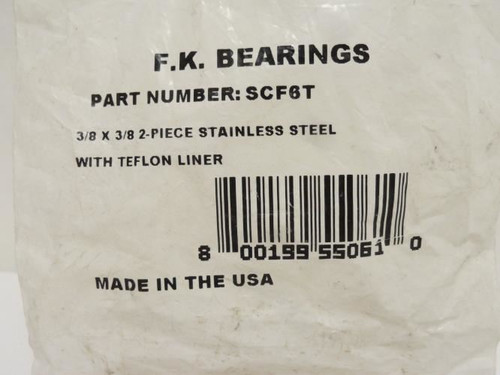 F.K. BEARINGS
PART NUMBER: SCF6T
3/8 X 3/8 2-PIECE STAINLESS STEEL
WITH TEFLON LINER
8 00199 55061 0
MADE IN THE USA